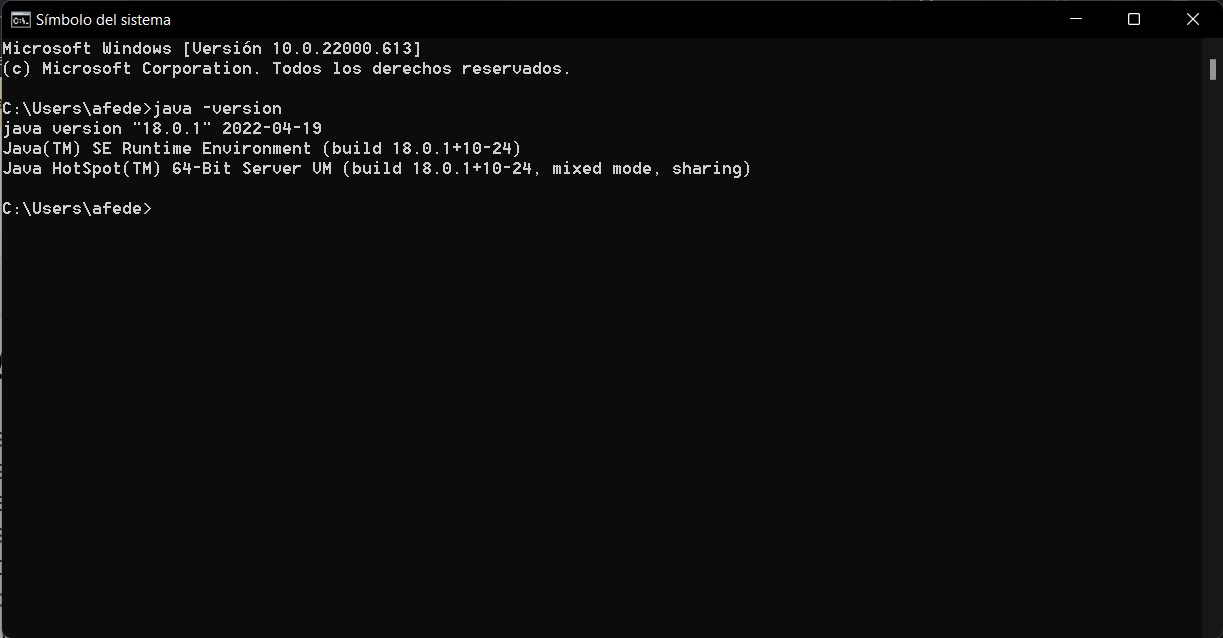 Símbolo del sistema
Microsoft Windows [Versión 10.0.22000.613]
(c) Microsoft Corporation. Todos los derechos reservados.
C:\Users\afede>java -version
java version "18.0.1" 2022-04-19
Java(TM) SE Runtime Environment (build 18.0.1+10-24)
Java HotSpot(TM) 64-Bit Server VM (build 18.0.1+10-24, mixed mode, sharing)
C:\Users\afede>